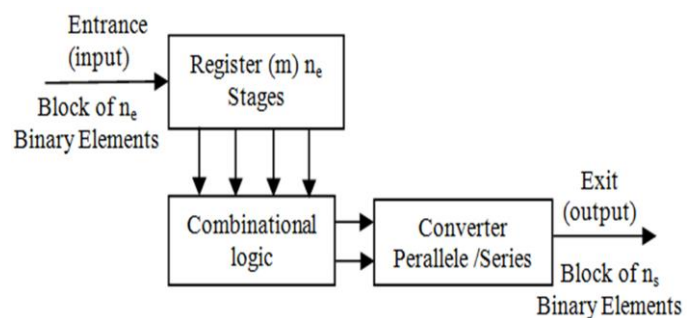 Entrance
(input)
Block of nₑ
Binary Elements
Register (m) nₑ
Stages
Combinational
logic
Converter
Perallele /Series
Exit
(output)
Block of nₛ
Binary Elements